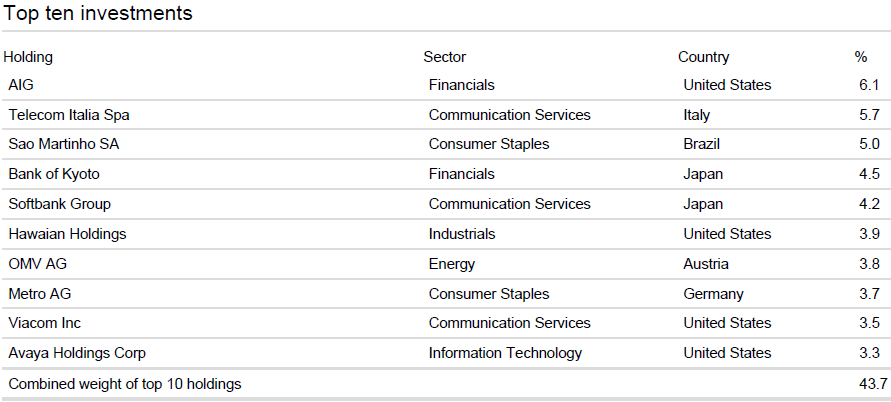 Top ten investments
Holding Sector Country %
AIG Financials United States 6.1
Telecom Italia Spa Communication Services Italy 5.7
Sao Martinho SA Consumer Staples Brazil 5.0
Bank of Kyoto Financials Japan 4.5
Softbank Group Communication Services Japan 4.2
Hawaian Holdings Industrials United States 3.9
OMV AG Energy Austria 3.8
Metro AG Consumer Staples Germany 3.7
Viacom Inc Communication Services United States 3.5
Avaya Holdings Corp Information Technology United States 3.3
Combined weight of top 10 holdings 43.7